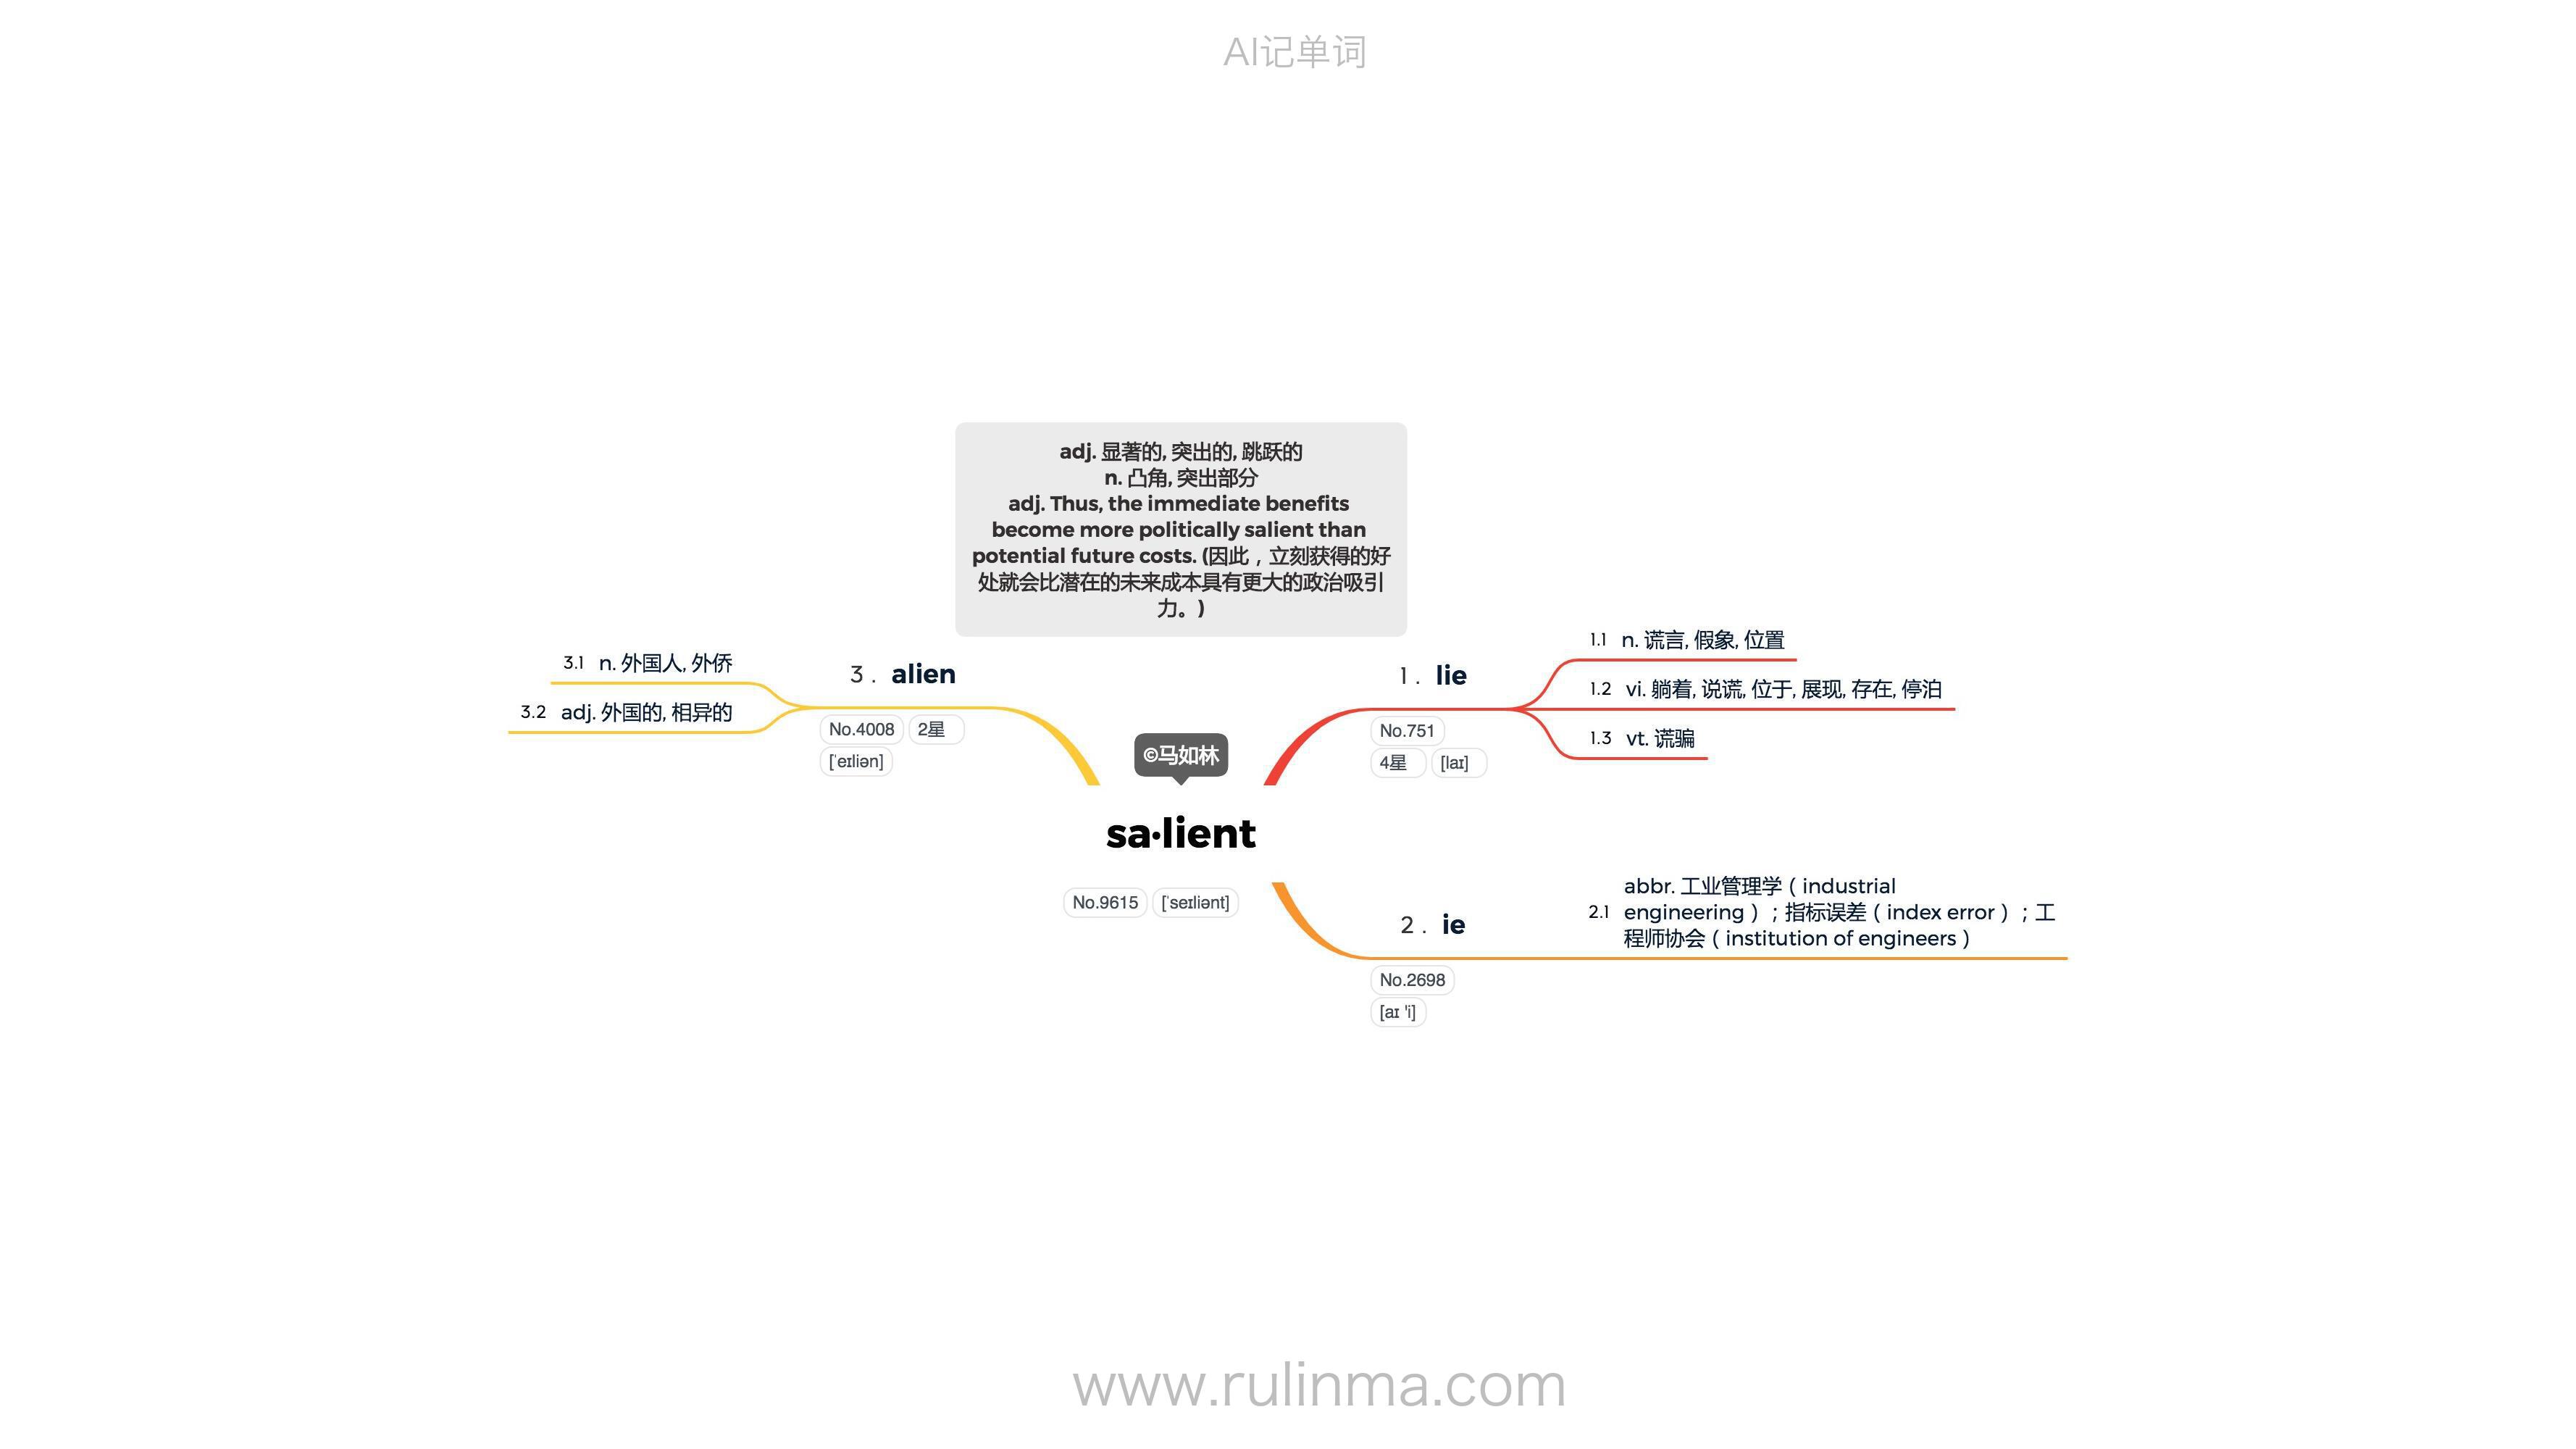 AI记单词
adj. 显著的, 突出的, 跳跃的
n. 凸角, 突出部分
adj. Thus, the immediate benefits
become more politically salient than
potential future costs. (因此，立刻获得的好
处就会比潜在的未来成本具有更大的政治吸引
力。)
3.1 n. 外国人, 外侨
3.2 adj. 外国的, 相异的
3. alien
No.4008 2星
[ˈeɪliən]
©马如林
sa·lient
No.9615 [ˈseɪliənt]
1. lie
No.751
4星 [laɪ]
1.1 n. 谎言, 假象, 位置
1.2 vi. 躺着, 说谎, 位于, 展现, 存在, 停泊
1.3 vt. 谎骗
2. ie
No.2698
[aɪ 'i]
abbr. 工业管理学（industrial
2.1 engineering）；指标误差（index error）；工
程师协会（institution of engineers）
www.rulinma.com